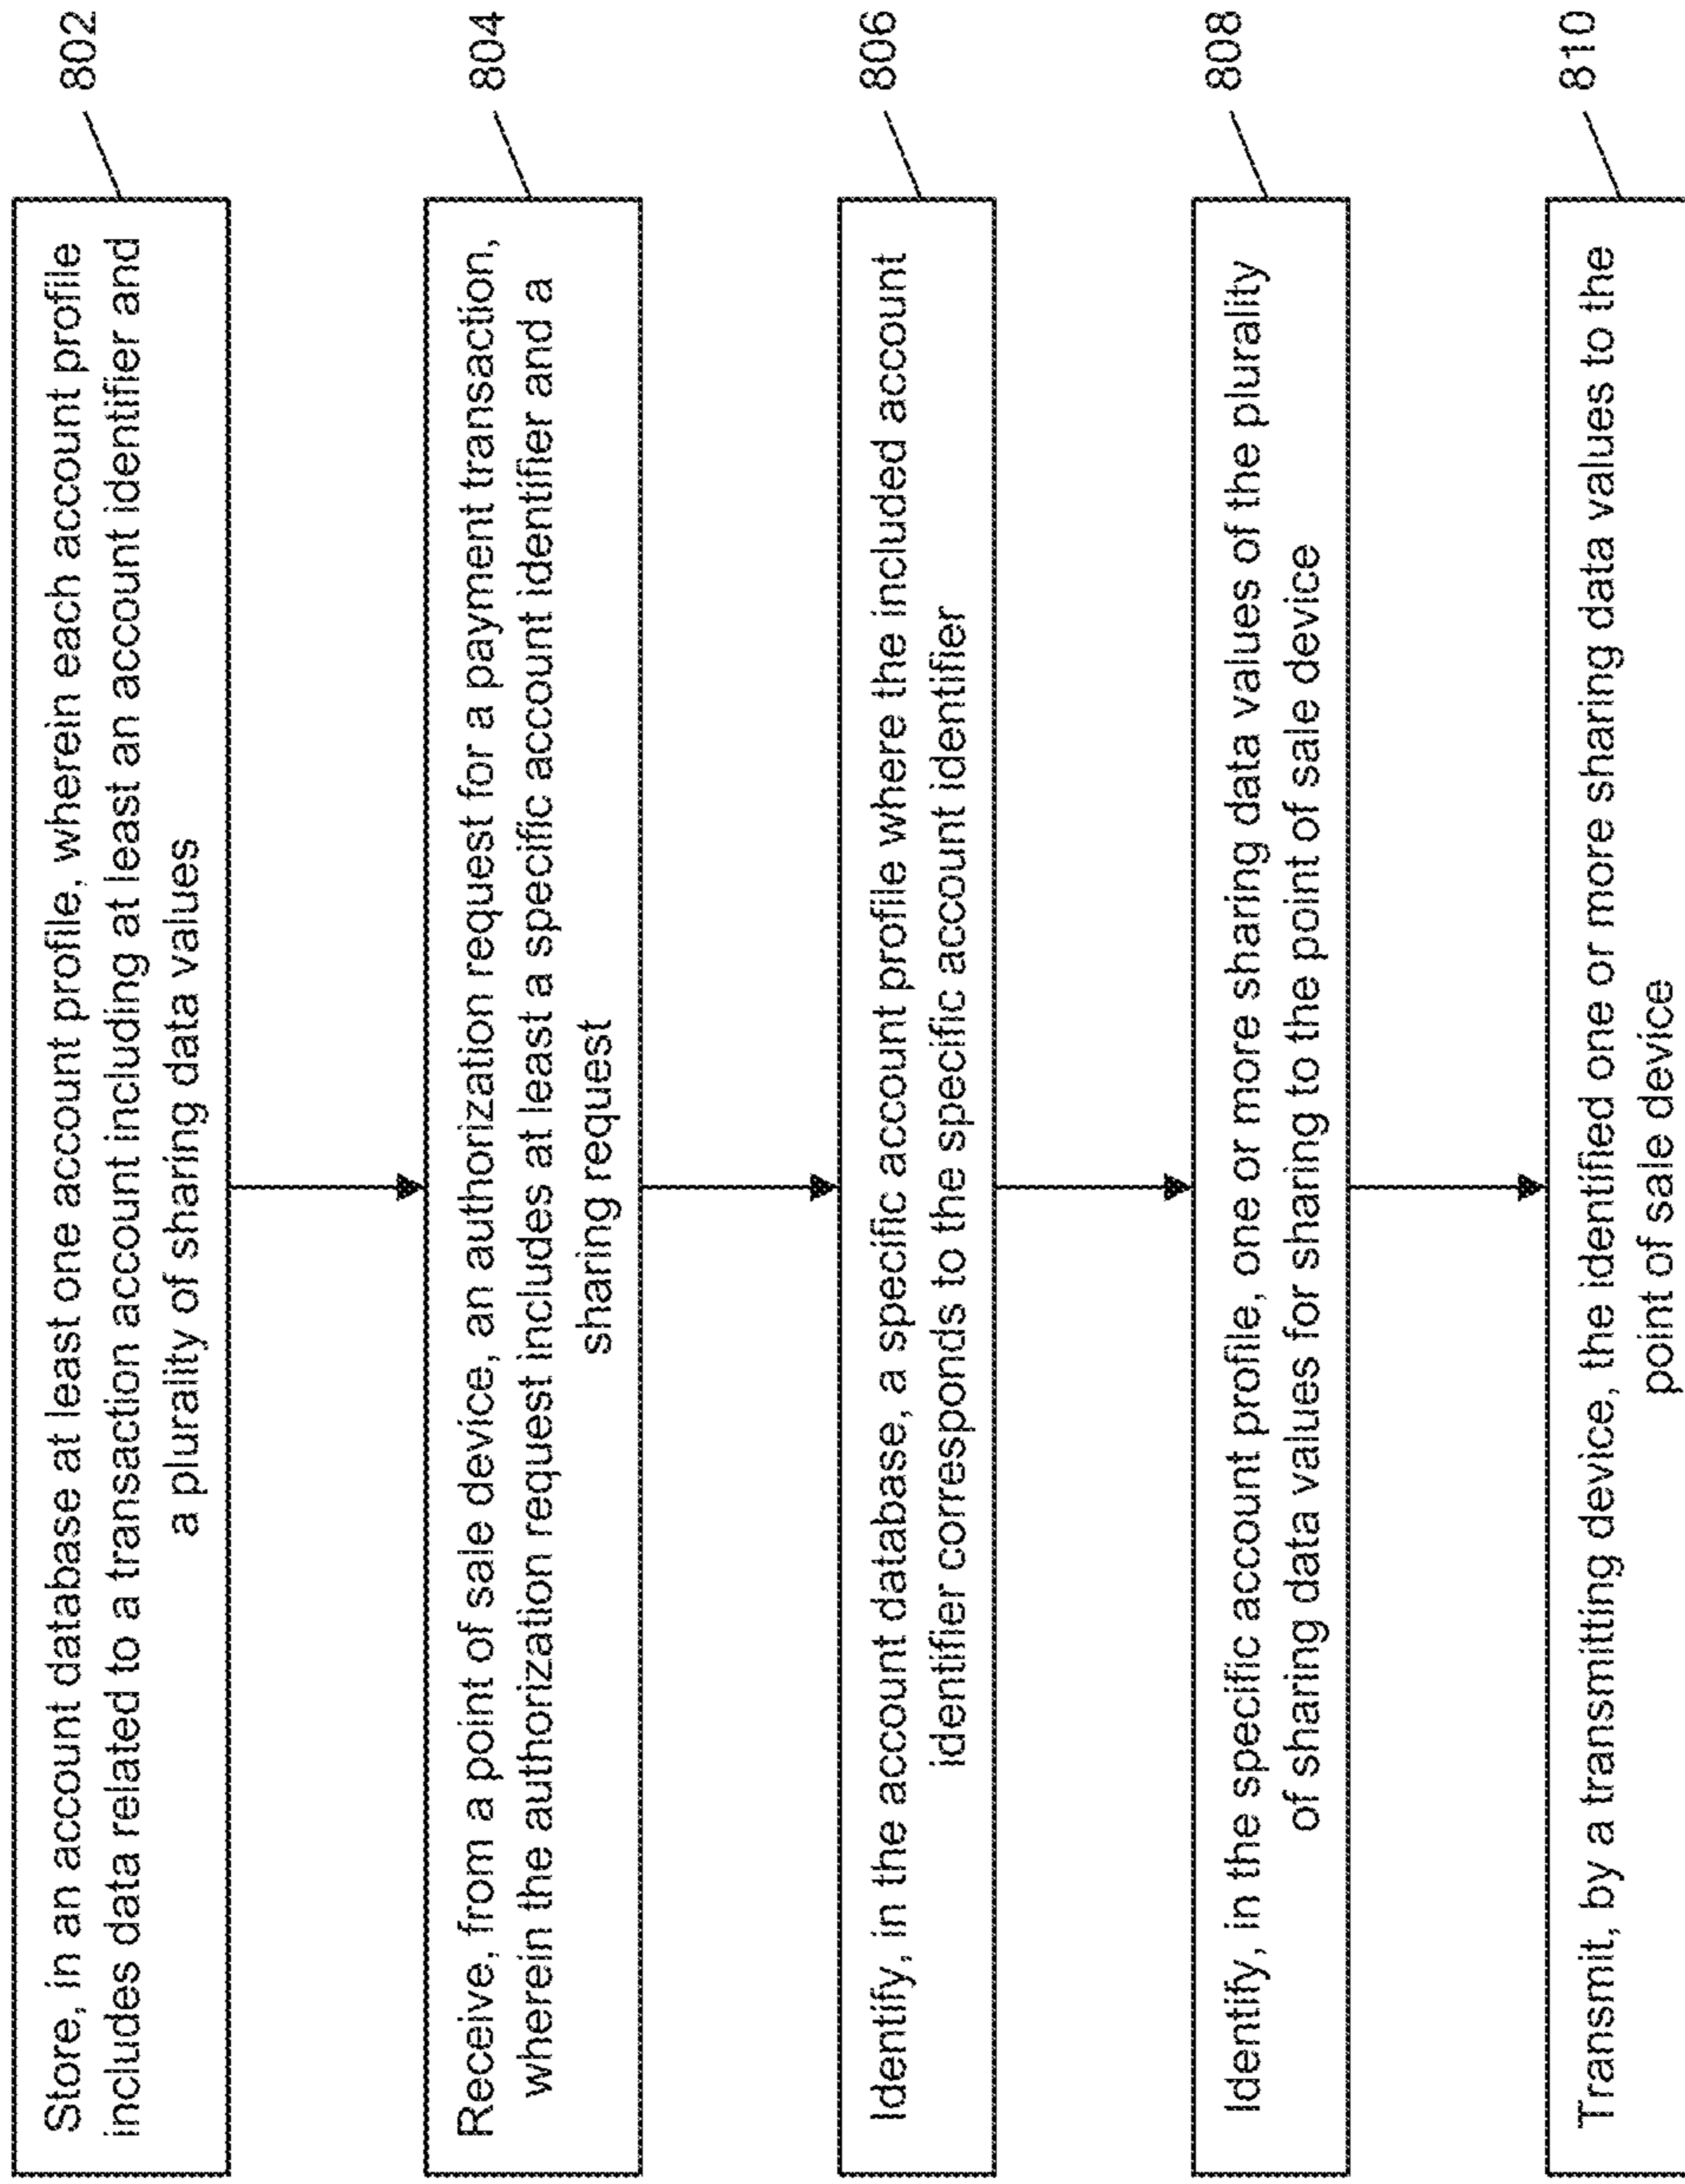 Store, in an account database at least one account profile, wherein each account profile
includes data related to a transaction account including at least an account identifier and
a plurality of sharing data values
802
Receive, from a point of sale device, an authorization request for a payment transaction,
wherein the authorization request includes at least a specific account identifier and a
sharing request
804
Identify, in the account database, a specific account profile where the included account
identifier corresponds to the specific account identifier
806
Identify, in the specific account profile, one or more sharing data values of the plurality
of sharing data values for sharing to the point of sale device
808
Transmit, by a transmitting device, the identified one or more sharing data values to the
point of sale device
810